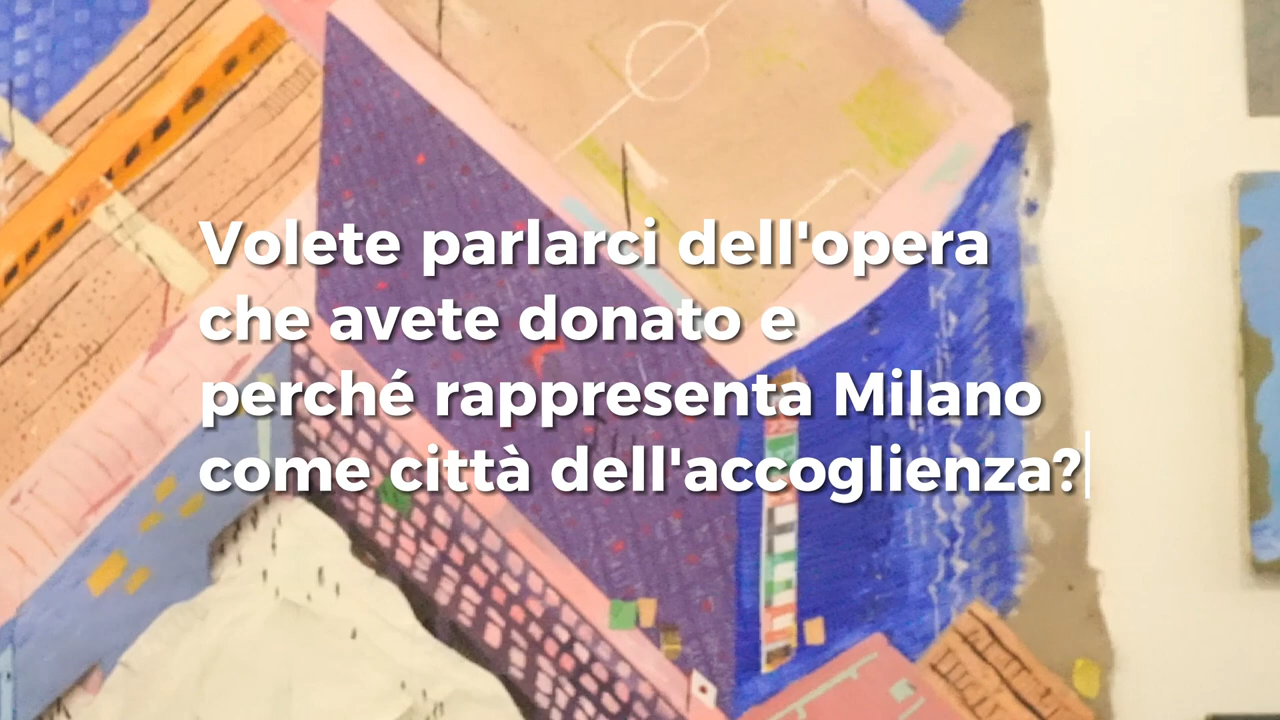 Volete parlarci dell'opera
che avete donato e
perché rappresenta Milano
come città dell'accoglienza?